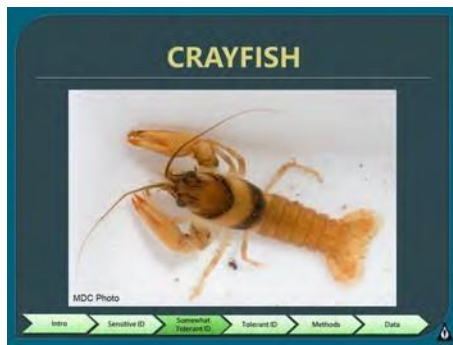 CRAYFISH
MDC Photo
Intro
Sensitive ID
Somewhat
Tolerant ID
Tolerant ID
Methods
Data